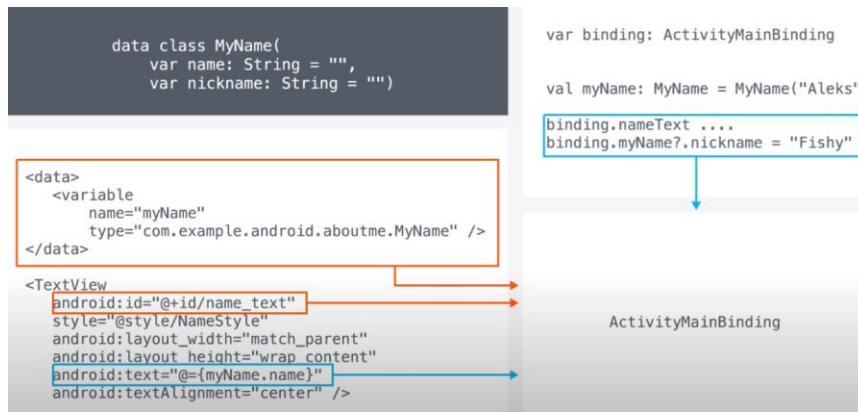 data class MyName(
var name: String = "",
var nickname: String = "")
var binding: ActivityMainBinding
val myName: MyName = MyName("Aleks"
binding.nameText ....
binding.myName?.nickname = "Fishy"
<data>
<variable
name="myName"
type="com.example.android.aboutme.MyName" />
</data>
<TextView
android:id="@+id/name_text"
style="@style/NameStyle"
android:layout_width="match_parent"
android:layout_height="wrap_content"
android:text="@={myName.name}"
android:textAlignment="center" />
ActivityMainBinding